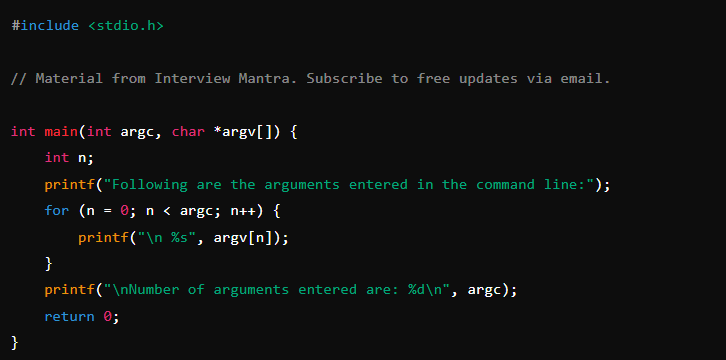 #include <stdio.h>
// Material from Interview Mantra. Subscribe to free updates via email.
int main(int argc, char *argv[]) {
    int n;
    printf("Following are the arguments entered in the command line:");
    for (n = 0; n < argc; n++) {
        printf("\n %s", argv[n]);
    }
    printf("\nNumber of arguments entered are: %d\n", argc);
    return 0;
}